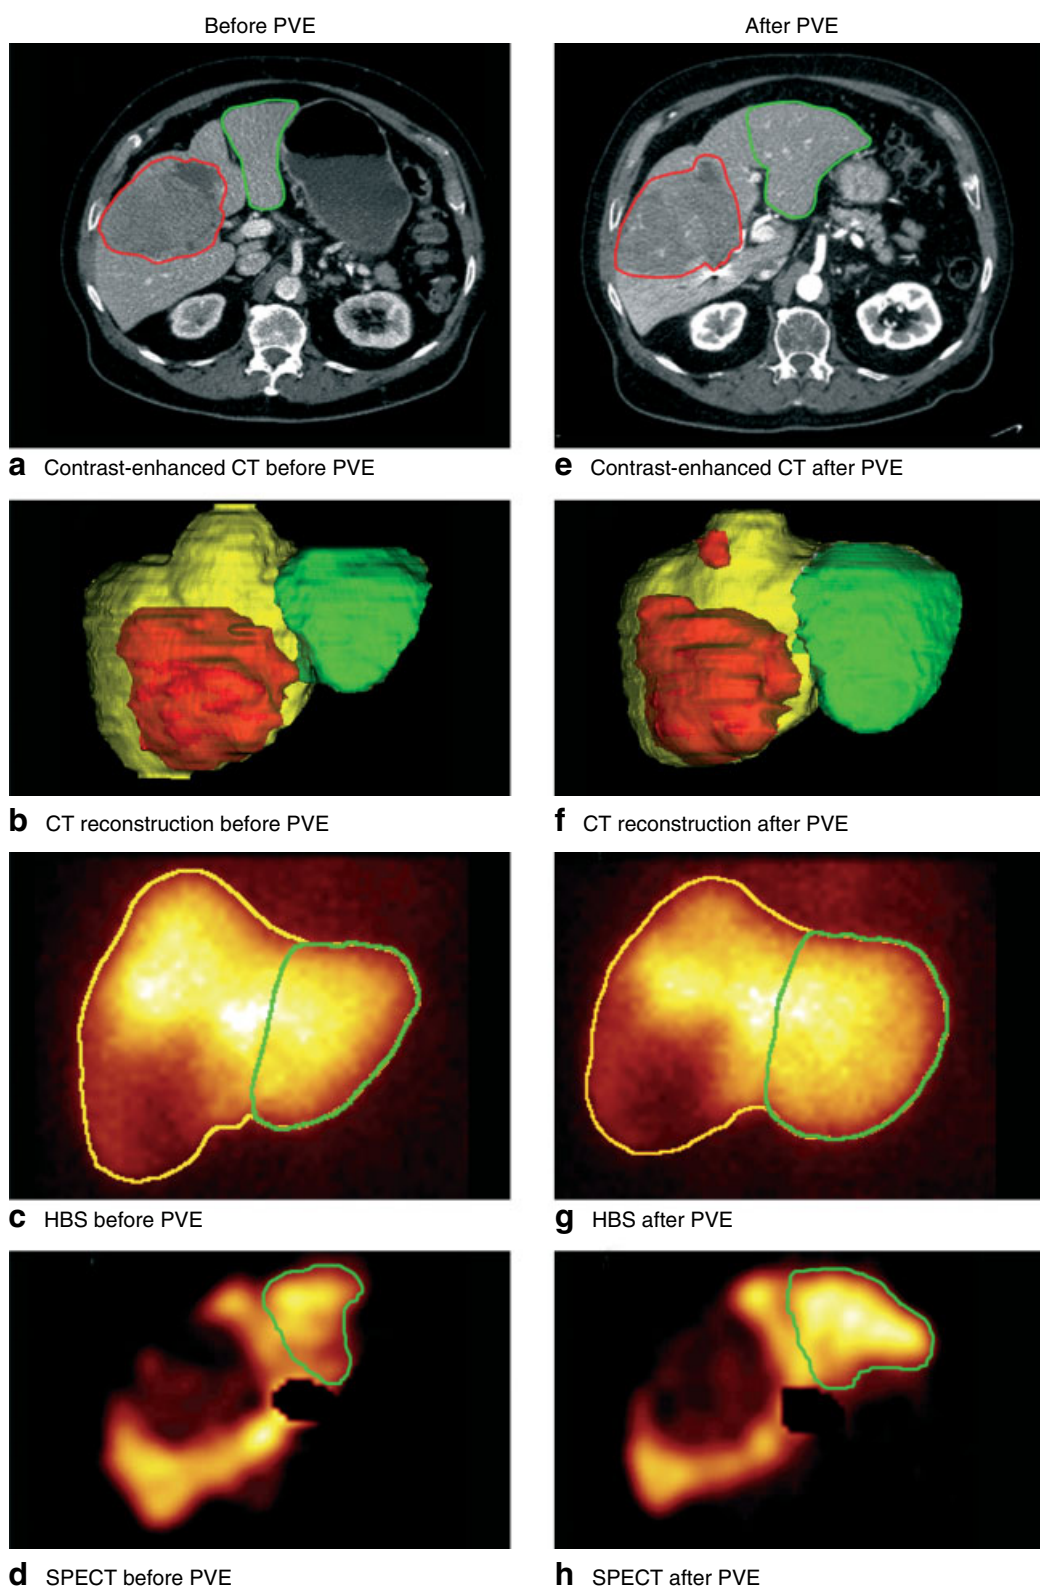 Before PVE
After PVE
a Contrast-enhanced CT before PVE
e Contrast-enhanced CT after PVE
b CT reconstruction before PVE
f CT reconstruction after PVE
c HBS before PVE
g HBS after PVE
d SPECT before PVE
h SPECT after PVE